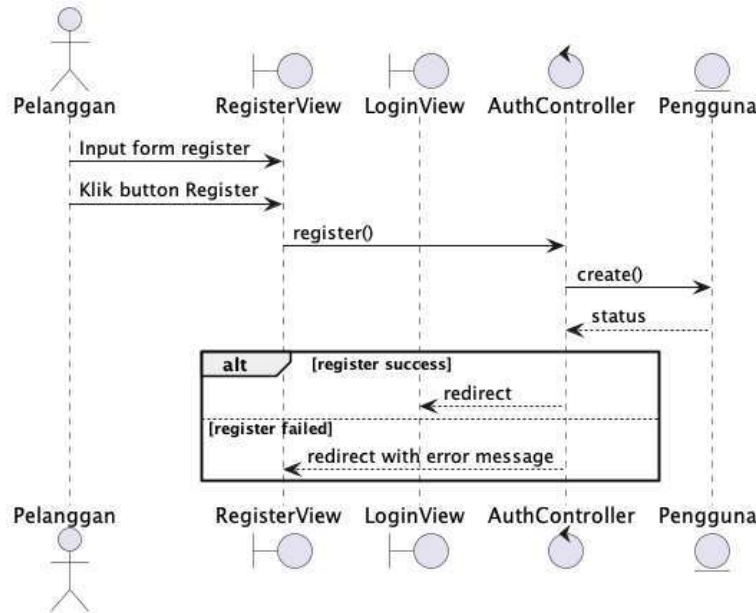 Pelanggan RegisterView LoginView AuthController Pengguna
Input form register
Klik button Register
register()
create()
status
alt [register success]
redirect
[register failed]
redirect with error message
Pelanggan RegisterView LoginView AuthController Pengguna